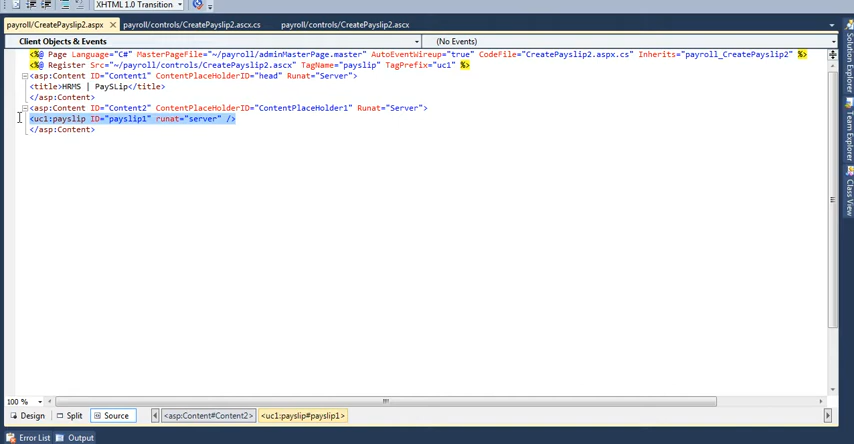 XHTML 1.0 Transition
payroll/CreatePayslip2.aspx
payroll/controls/CreatePayslip2.ascx.cs
payroll/controls/CreatePayslip2.ascx
Client Objects & Events
(No Events)
<%@ Page Language="C#" MasterPageFile="~/payroll/adminMasterPage.master" AutoEventWireup="true" CodeFile="CreatePayslip2.aspx.cs" Inherits="payroll_CreatePayslip2" %>
<%@ Register Src="~/payroll/controls/CreatePayslip2.ascx" TagName="payslip" TagPrefix="uc1" %>
<asp:Content ID="Content1" ContentPlaceHolderID="head" Runat="Server">
<title>HRMS | PaySLip</title>
</asp:Content>
<asp:Content ID="Content2" ContentPlaceHolderID="ContentPlaceHolder1" Runat="Server">
<uc1:payslip ID="payslip1" runat="server" />
</asp:Content>
Solution Explorer
Team Explorer
Class View
100 %
Design
Split
Source
<asp:Content#Content2>
<uc1:payslip#payslip1>
Error List
Output